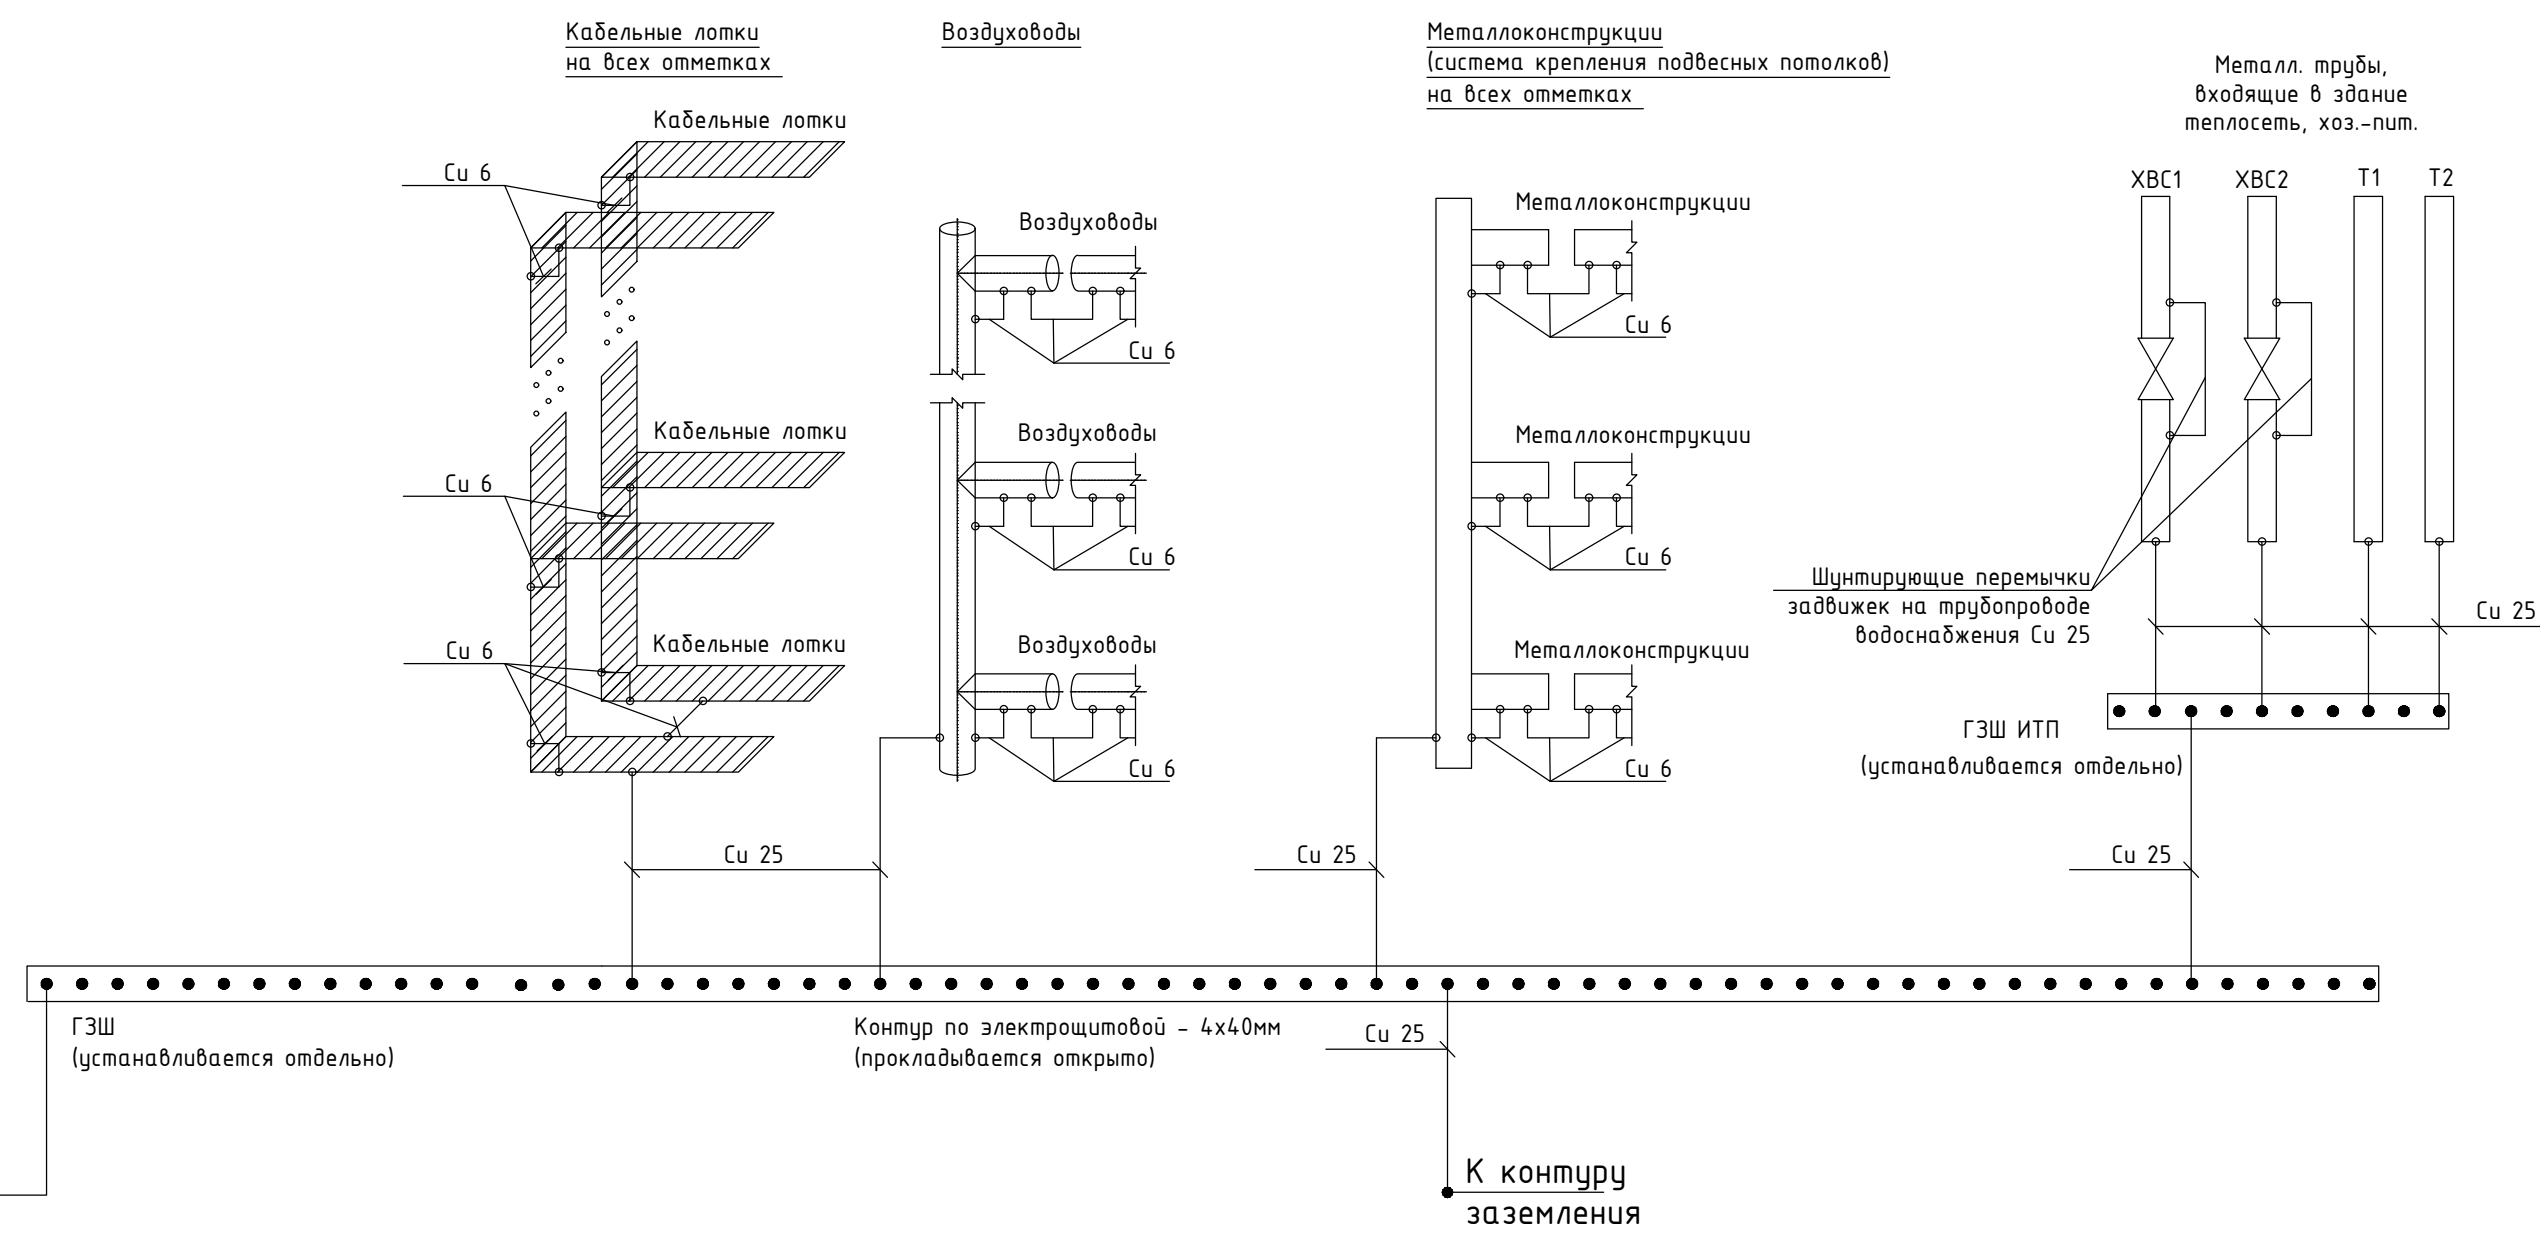 Кабельные лотки
на всех отметках
Воздуховоды
Металлоконструкции
(система крепления подвесных потолков)
на всех отметках
Металл. трубы,
входящие в здание
теплосеть, хоз.-пит.
Кабельные лотки
Cu 6
ХВС1
ХВС2
Т1
Т2
Воздуховоды
Металлоконструкции
Cu 6
Cu 6
Кабельные лотки
Воздуховоды
Металлоконструкции
Cu 6
Cu 6
Cu 6
Шунтирующие перемычки
задвижек на трубопроводе
водоснабжения Cu 25
Cu 25
Кабельные лотки
Cu 6
Воздуховоды
Металлоконструкции
Cu 6
Cu 6
ГЗШ ИТП
(устанавливается отдельно)
Cu 25
Cu 25
Cu 25
ГЗШ
(устанавливается отдельно)
Контур по электрощитовой - 4х40мм
(прокладывается открыто)
Cu 25
К контуру
заземления